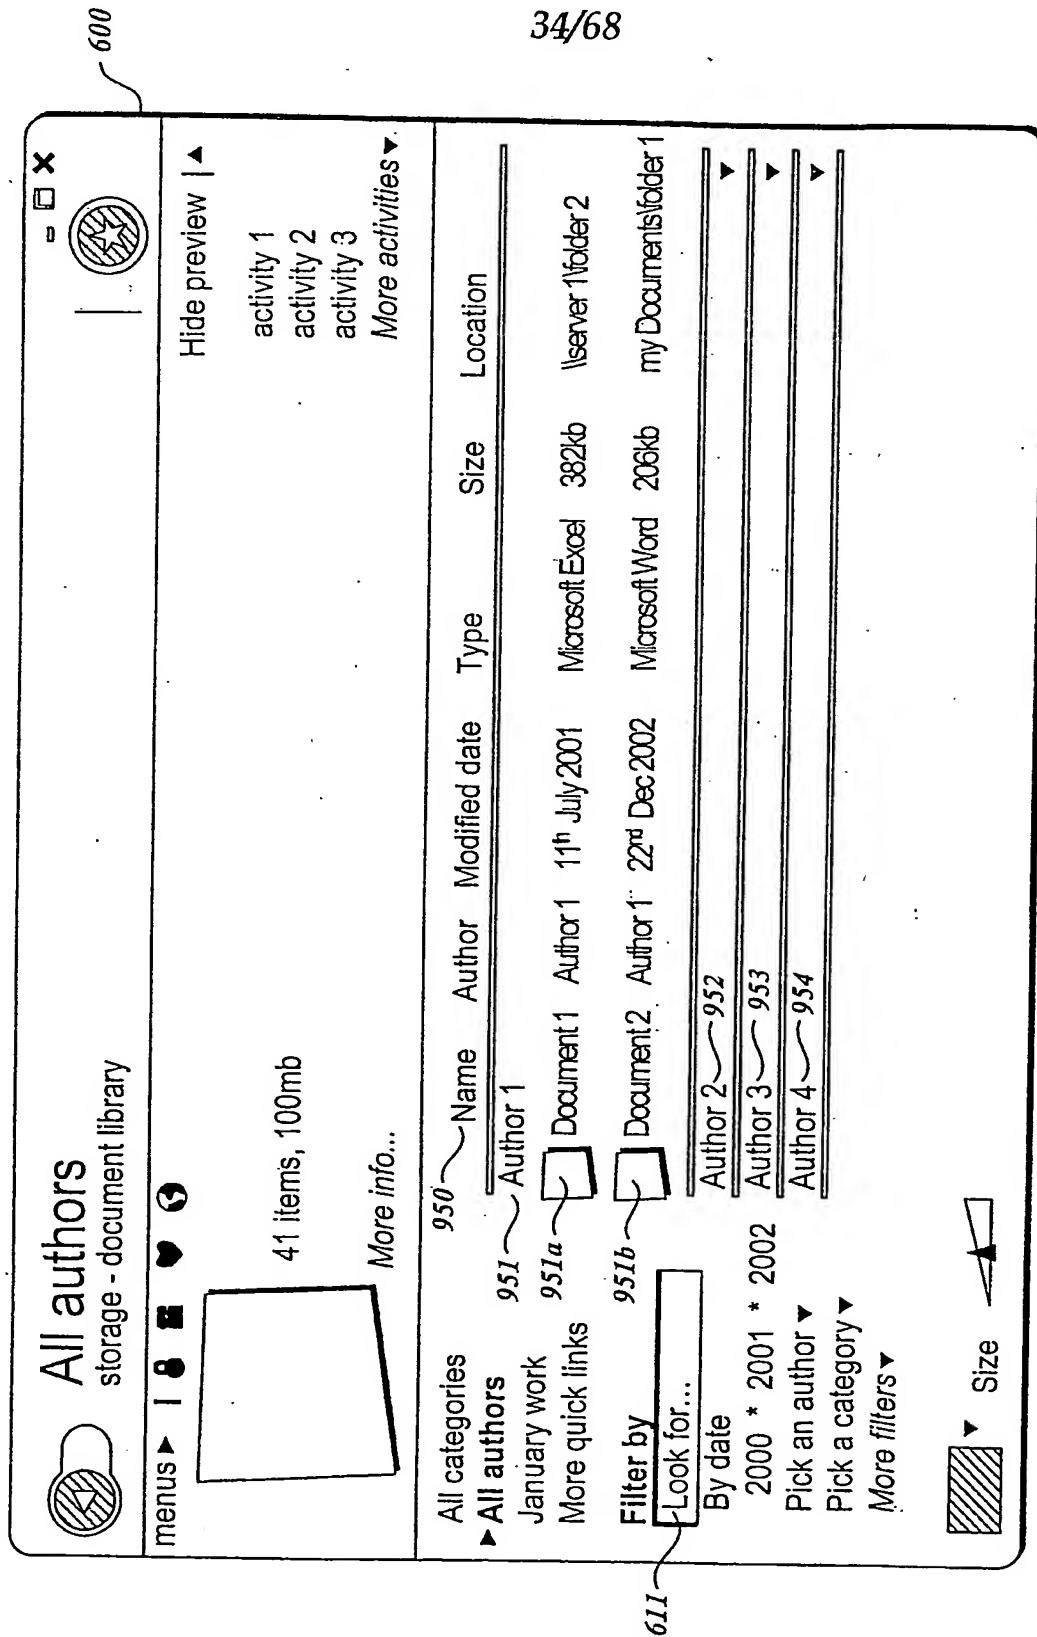 34/68
600
All authors
storage - document library
menus
41 items, 100mb
More info...
Hide preview
activity 1
activity 2
activity 3
More activities
All categories
All authors
January work
More quick links
Filter by
611
Look for...
By date
2000 * 2001 * 2002
Pick an author
Pick a category
More filters
Size
950 Name Author Modified date Type Size Location
951 Author 1
951a Document 1 Author 1 11th July 2001 Microsoft Excel 382kb \\server1\folder 2
951b Document 2 Author 1 22nd Dec 2002 Microsoft Word 206kb my Documents\folder 1
Author 2 952
Author 3 953
Author 4 954